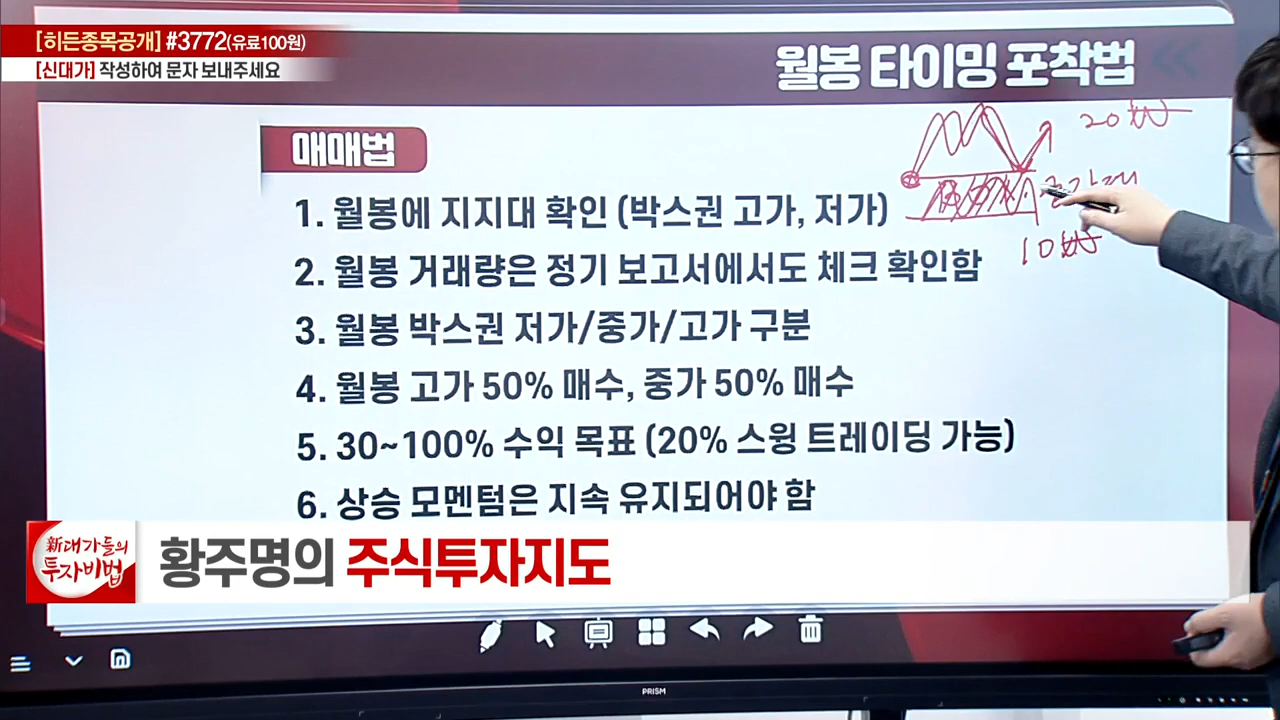 [히든종목공개] #3772(유료100원)
[신대가] 작성하여 문자 보내주세요
월봉 타이밍 포착법
매매법
20만
1. 월봉에 지지대 확인 (박스권 고가, 저가)
10만
2. 월봉 거래량은 정기 보고서에서도 체크 확인함
3. 월봉 박스권 저가/중가/고가 구분
4. 월봉 고가 50% 매수, 중가 50% 매수
5. 30~100% 수익 목표 (20% 스윙 트레이딩 가능)
6. 상승 모멘텀은 지속 유지되어야 함
新대가들의
투자비법
황주명의 주식투자지도
PRISM